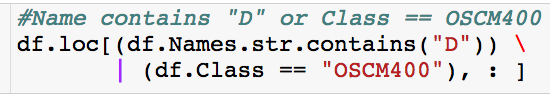 #Name contains "D" or Class == OSCM400
df.loc[(df.Names.str.contains("D")) \
| (df.Class == "OSCM400"), : ]